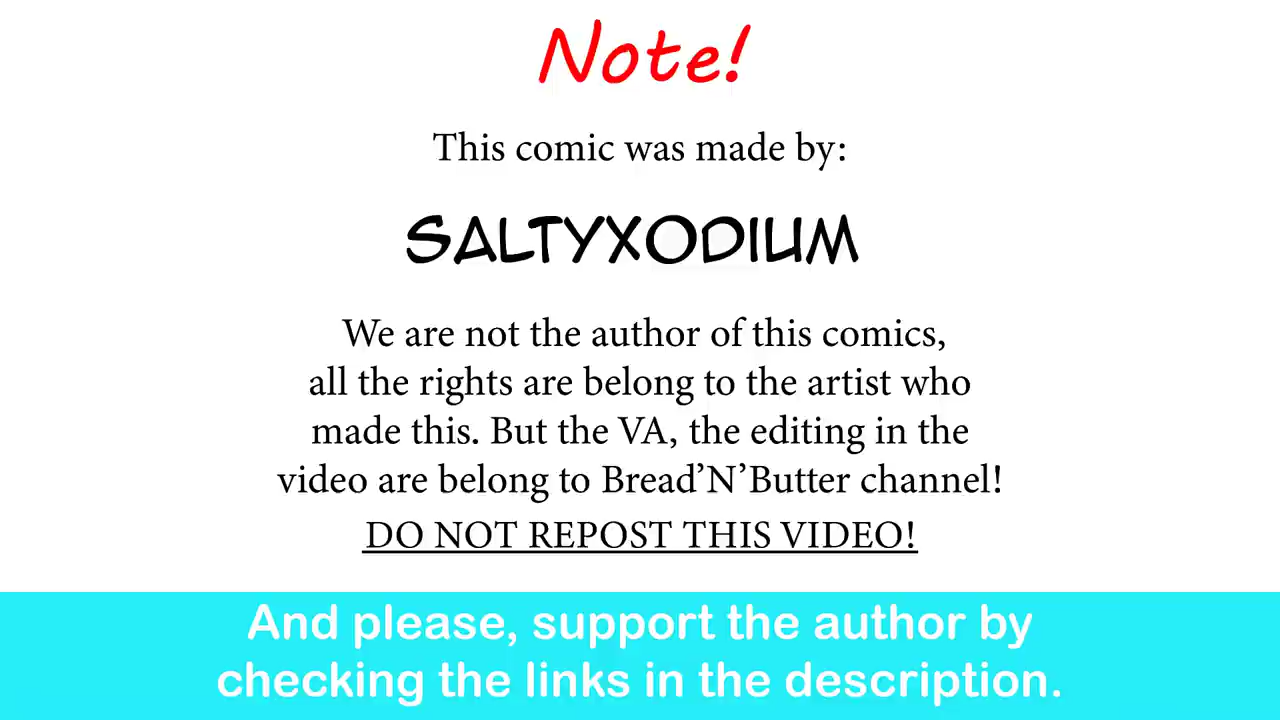 Note!
This comic was made by:
SALTYXODIUM
We are not the author of this comics,
all the rights are belong to the artist who
made this. But the VA, the editing in the
video are belong to Bread’N’Butter channel!
DO NOT REPOST THIS VIDEO!
And please, support the author by
checking the links in the description.